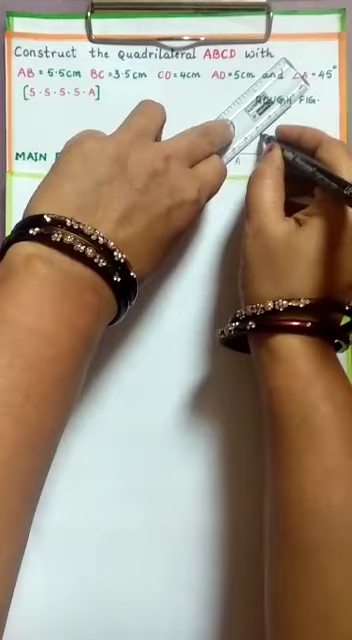 Construct the quadrilateral ABCD with
AB = 5.5cm BC = 3.5cm CD = 4cm AD = 5cm and ∠A = 45°
[S.S.S.S.A]
ROUGH FIG.
MAIN
A